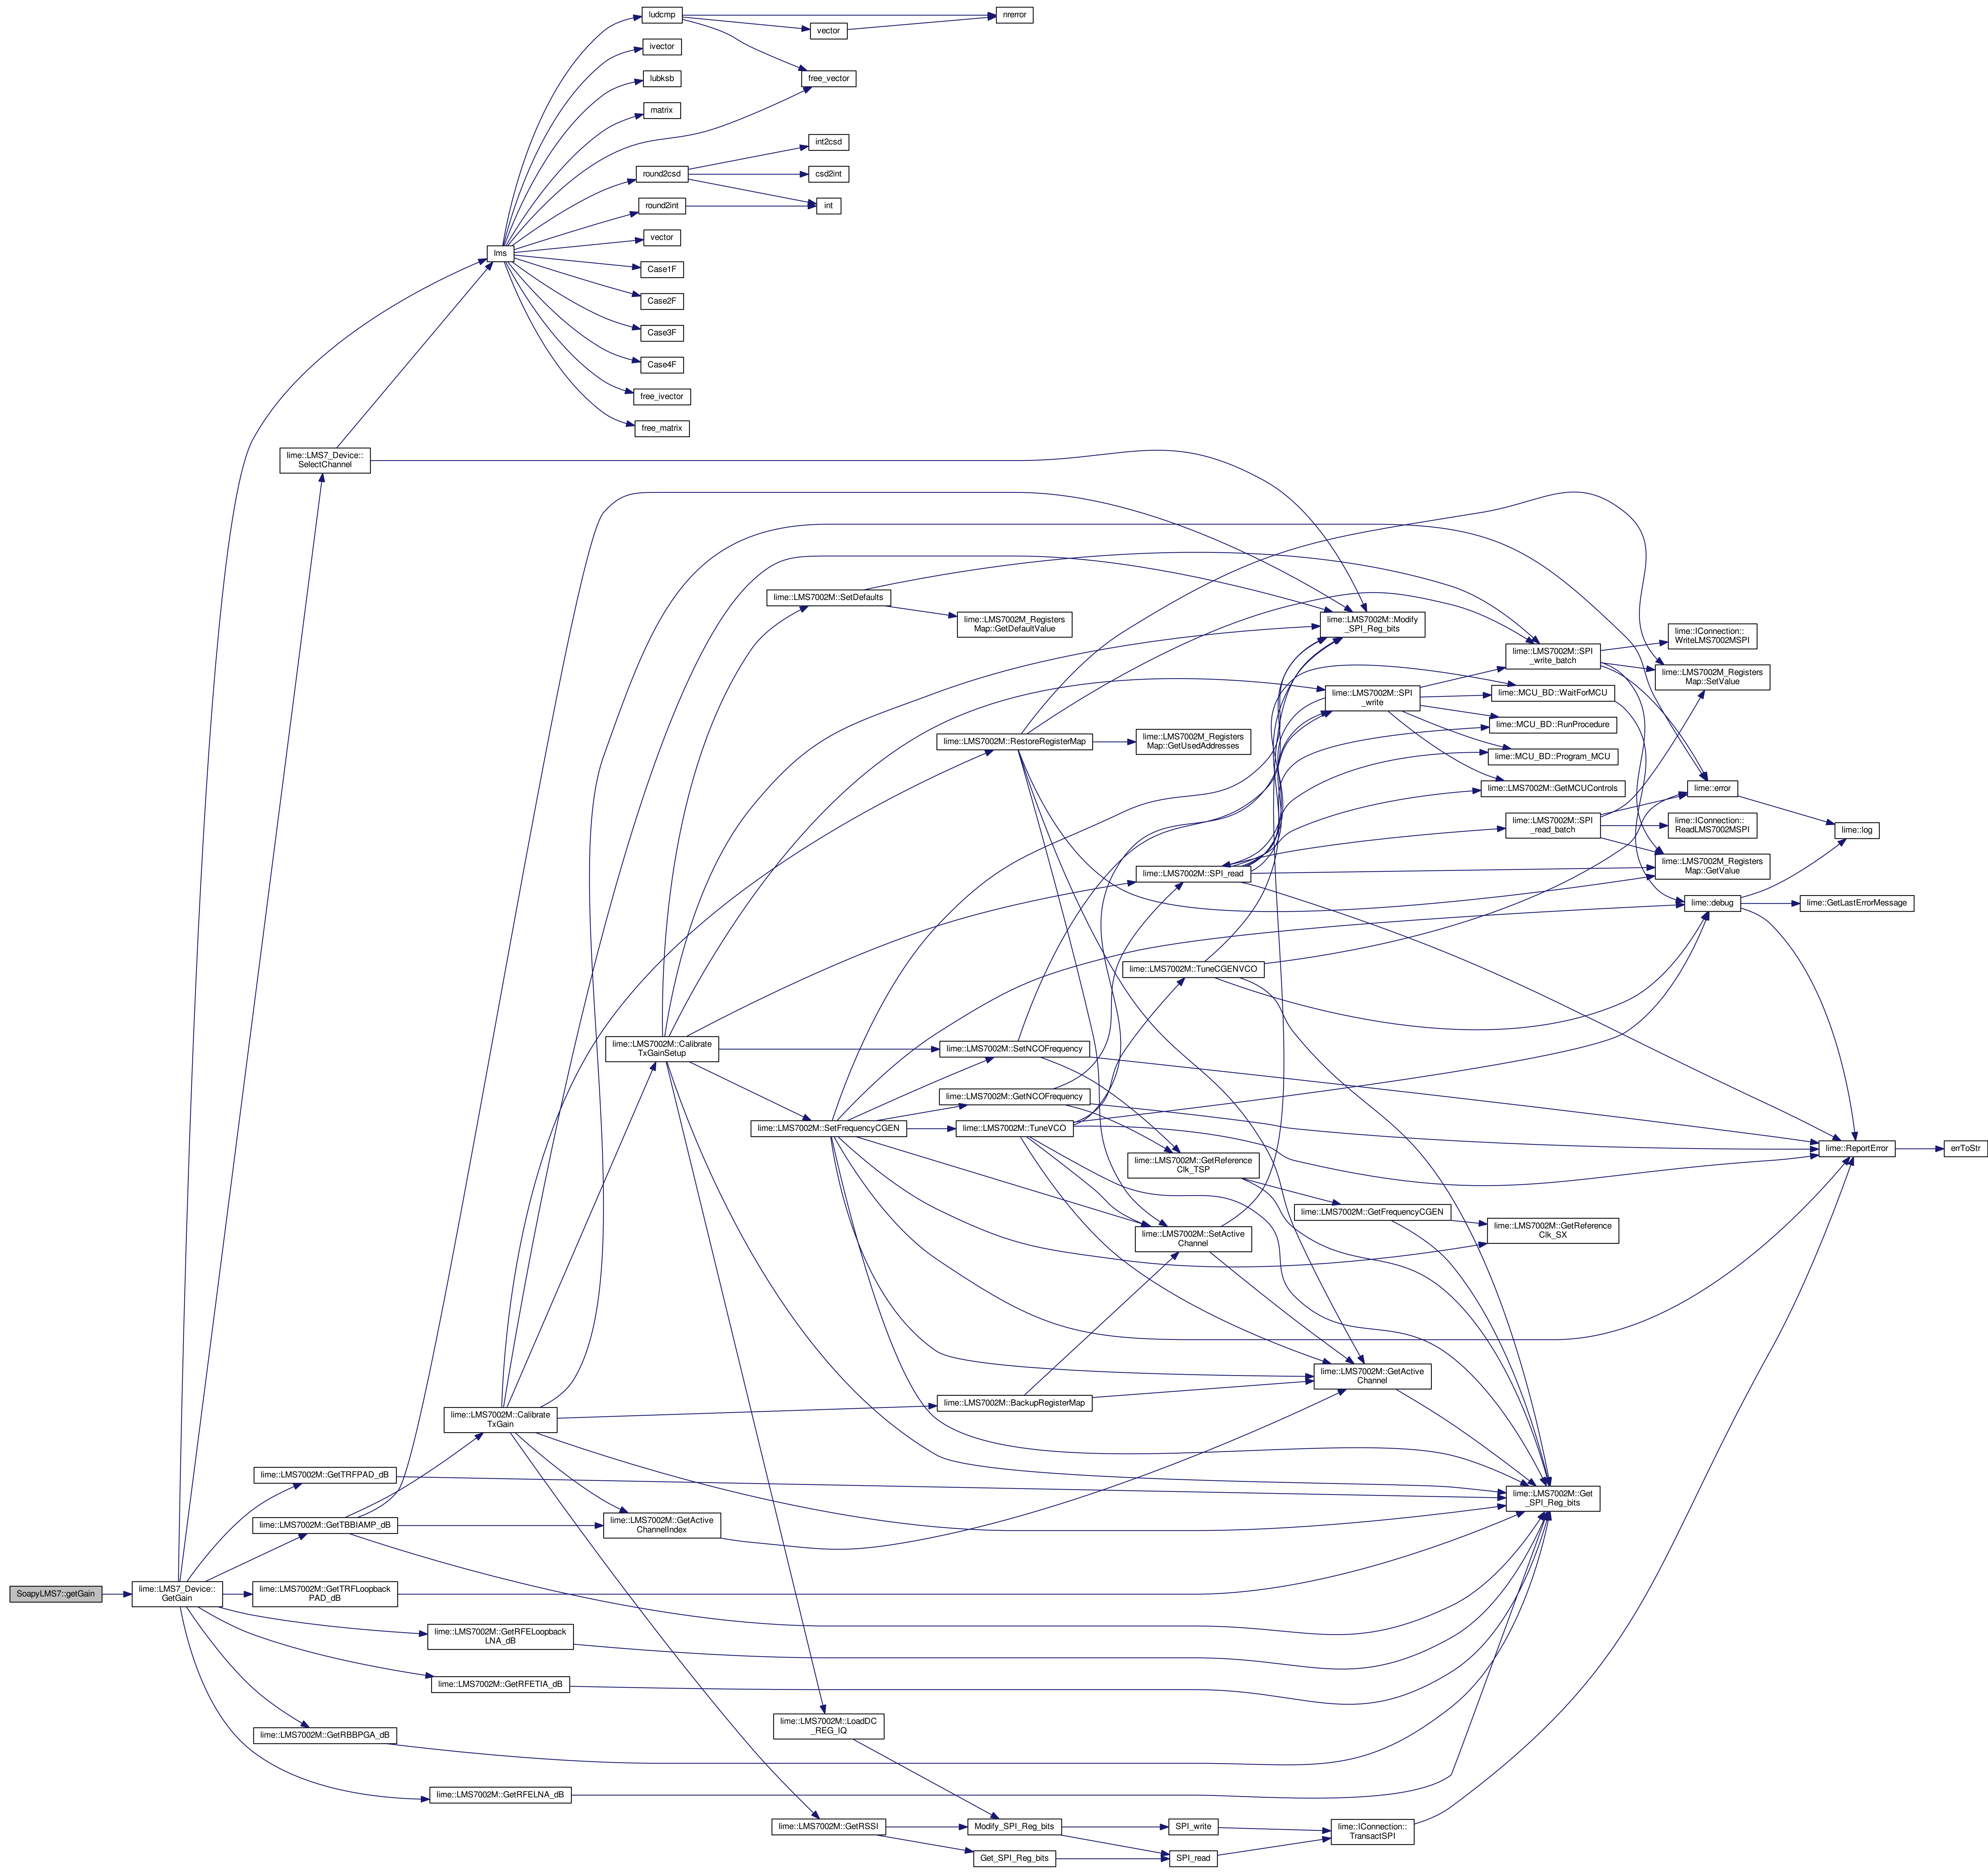 ludcmp
nrerror
vector
ivector
lubksb
free_vector
matrix
int2csd
round2csd
csd2int
round2int
int
vector
lms
Case1F
Case2F
Case3F
Case4F
free_ivector
free_matrix
lime::LMS7_Device::
SelectChannel
lime::LMS7002M::SetDefaults
lime::LMS7002M_Registers
Map::GetDefaultValue
lime::LMS7002M::Modify
_SPI_Reg_bits
lime::LMS7002M::SPI
_write_batch
lime::IConnection::
WriteLMS7002MSPI
lime::LMS7002M_Registers
Map::SetValue
lime::LMS7002M::SPI
_write
lime::MCU_BD::WaitForMCU
lime::MCU_BD::RunProcedure
lime::LMS7002M::RestoreRegisterMap
lime::LMS7002M_Registers
Map::GetUsedAddresses
lime::MCU_BD::Program_MCU
lime::LMS7002M::GetMCUControls
lime::error
lime::LMS7002M::SPI
_read_batch
lime::IConnection::
ReadLMS7002MSPI
lime::log
lime::LMS7002M::SPI_read
lime::LMS7002M_Registers
Map::GetValue
lime::debug
lime::GetLastErrorMessage
lime::LMS7002M::TuneCGENVCO
lime::LMS7002M::Calibrate
TxGainSetup
lime::LMS7002M::SetNCOFrequency
lime::LMS7002M::GetNCOFrequency
lime::LMS7002M::SetFrequencyCGEN
lime::LMS7002M::TuneVCO
lime::LMS7002M::GetReference
Clk_TSP
lime::ReportError
errToStr
lime::LMS7002M::GetFrequencyCGEN
lime::LMS7002M::GetReference
Clk_SX
lime::LMS7002M::SetActive
Channel
lime::LMS7002M::GetActive
Channel
lime::LMS7002M::BackupRegisterMap
lime::LMS7002M::Calibrate
TxGain
lime::LMS7002M::GetTRFPAD_dB
lime::LMS7002M::Get
_SPI_Reg_bits
lime::LMS7002M::GetTBBIAMP_dB
lime::LMS7002M::GetActive
ChannelIndex
SoapyLMS7::getGain
lime::LMS7_Device::
GetGain
lime::LMS7002M::GetTRFLoopback
PAD_dB
lime::LMS7002M::GetRFELoopback
LNA_dB
lime::LMS7002M::GetRFETIA_dB
lime::LMS7002M::LoadDC
_REG_IQ
lime::LMS7002M::GetRBBPGA_dB
lime::LMS7002M::GetRFELNA_dB
lime::LMS7002M::GetRSSI
Modify_SPI_Reg_bits
SPI_write
lime::IConnection::
TransactSPI
Get_SPI_Reg_bits
SPI_read